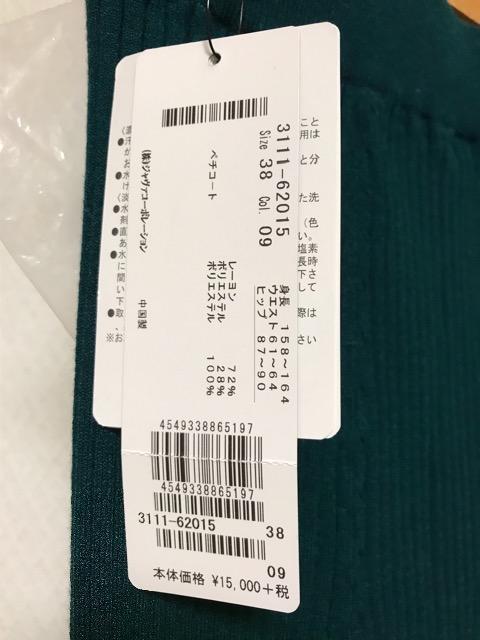 3111-62015
Size 38 Col. 09
身長 158~164
ウエスト 61~64
ヒップ 87~90
レーヨン 72%
ポリエステル 28%
ポリエステル 100%
ペチコート
(株)ジャヴァコーポレーション
中国製
4549338865197
4549338865197
3111-62015
38
09
本体価格 ¥15,000+税